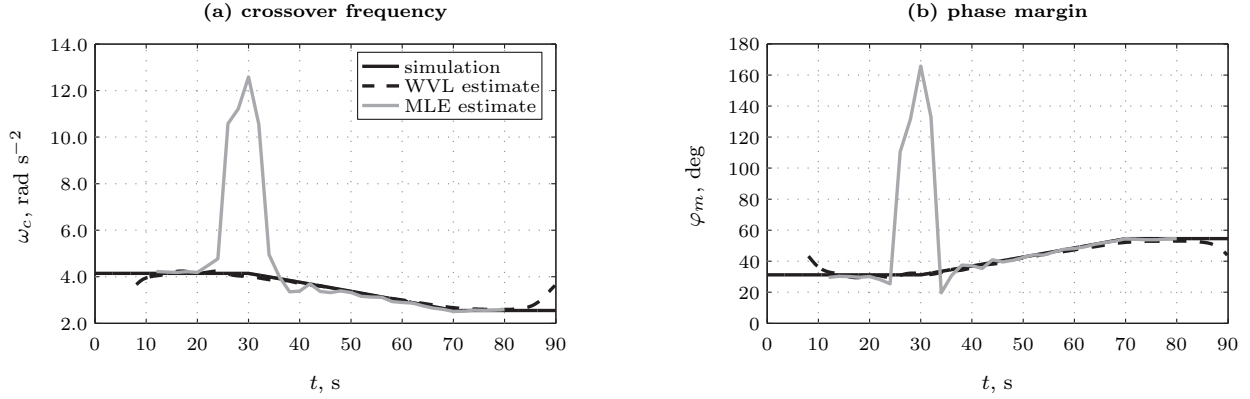 (a) crossover frequency
14.0
12.0
10.0
8.0
6.0
4.0
2.0
ω_c, rad s⁻²
simulation
WVL estimate
MLE estimate
0 10 20 30 40 50 60 70 80 90
t, s
(b) phase margin
180
160
140
120
100
80
60
40
20
0
φ_m, deg
0 10 20 30 40 50 60 70 80 90
t, s